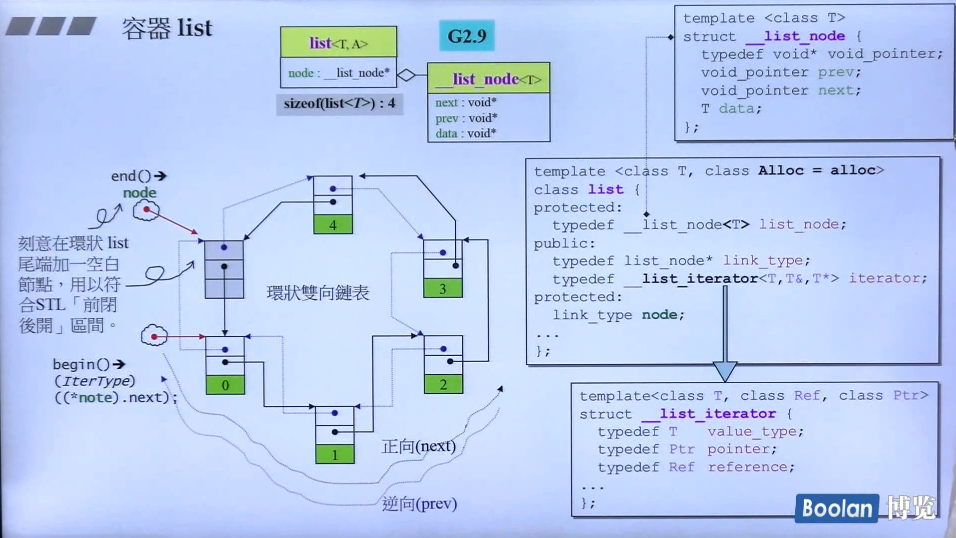 容器 list
G2.9
list<T, A>
node : __list_node*
sizeof(list<T>) : 4
__list_node<T>
next : void*
prev : void*
data : void*
template <class T>
struct __list_node {
typedef void* void_pointer;
void_pointer prev;
void_pointer next;
T data;
};
template <class T, class Alloc = alloc>
class list {
protected:
typedef __list_node<T> list_node;
public:
typedef list_node* link_type;
typedef __list_iterator<T,T&,T*> iterator;
protected:
link_type node;
...
};
template<class T, class Ref, class Ptr>
struct __list_iterator {
typedef T value_type;
typedef Ptr pointer;
typedef Ref reference;
...
};
end()➔
node
刻意在環狀 list
尾端加一空白
節點，用以符
合STL「前閉
後開」區間。
begin()➔
(IterType)
((*note).next);
環狀雙向鏈表
4
3
2
1
0
正向(next)
逆向(prev)
Boolan 博览